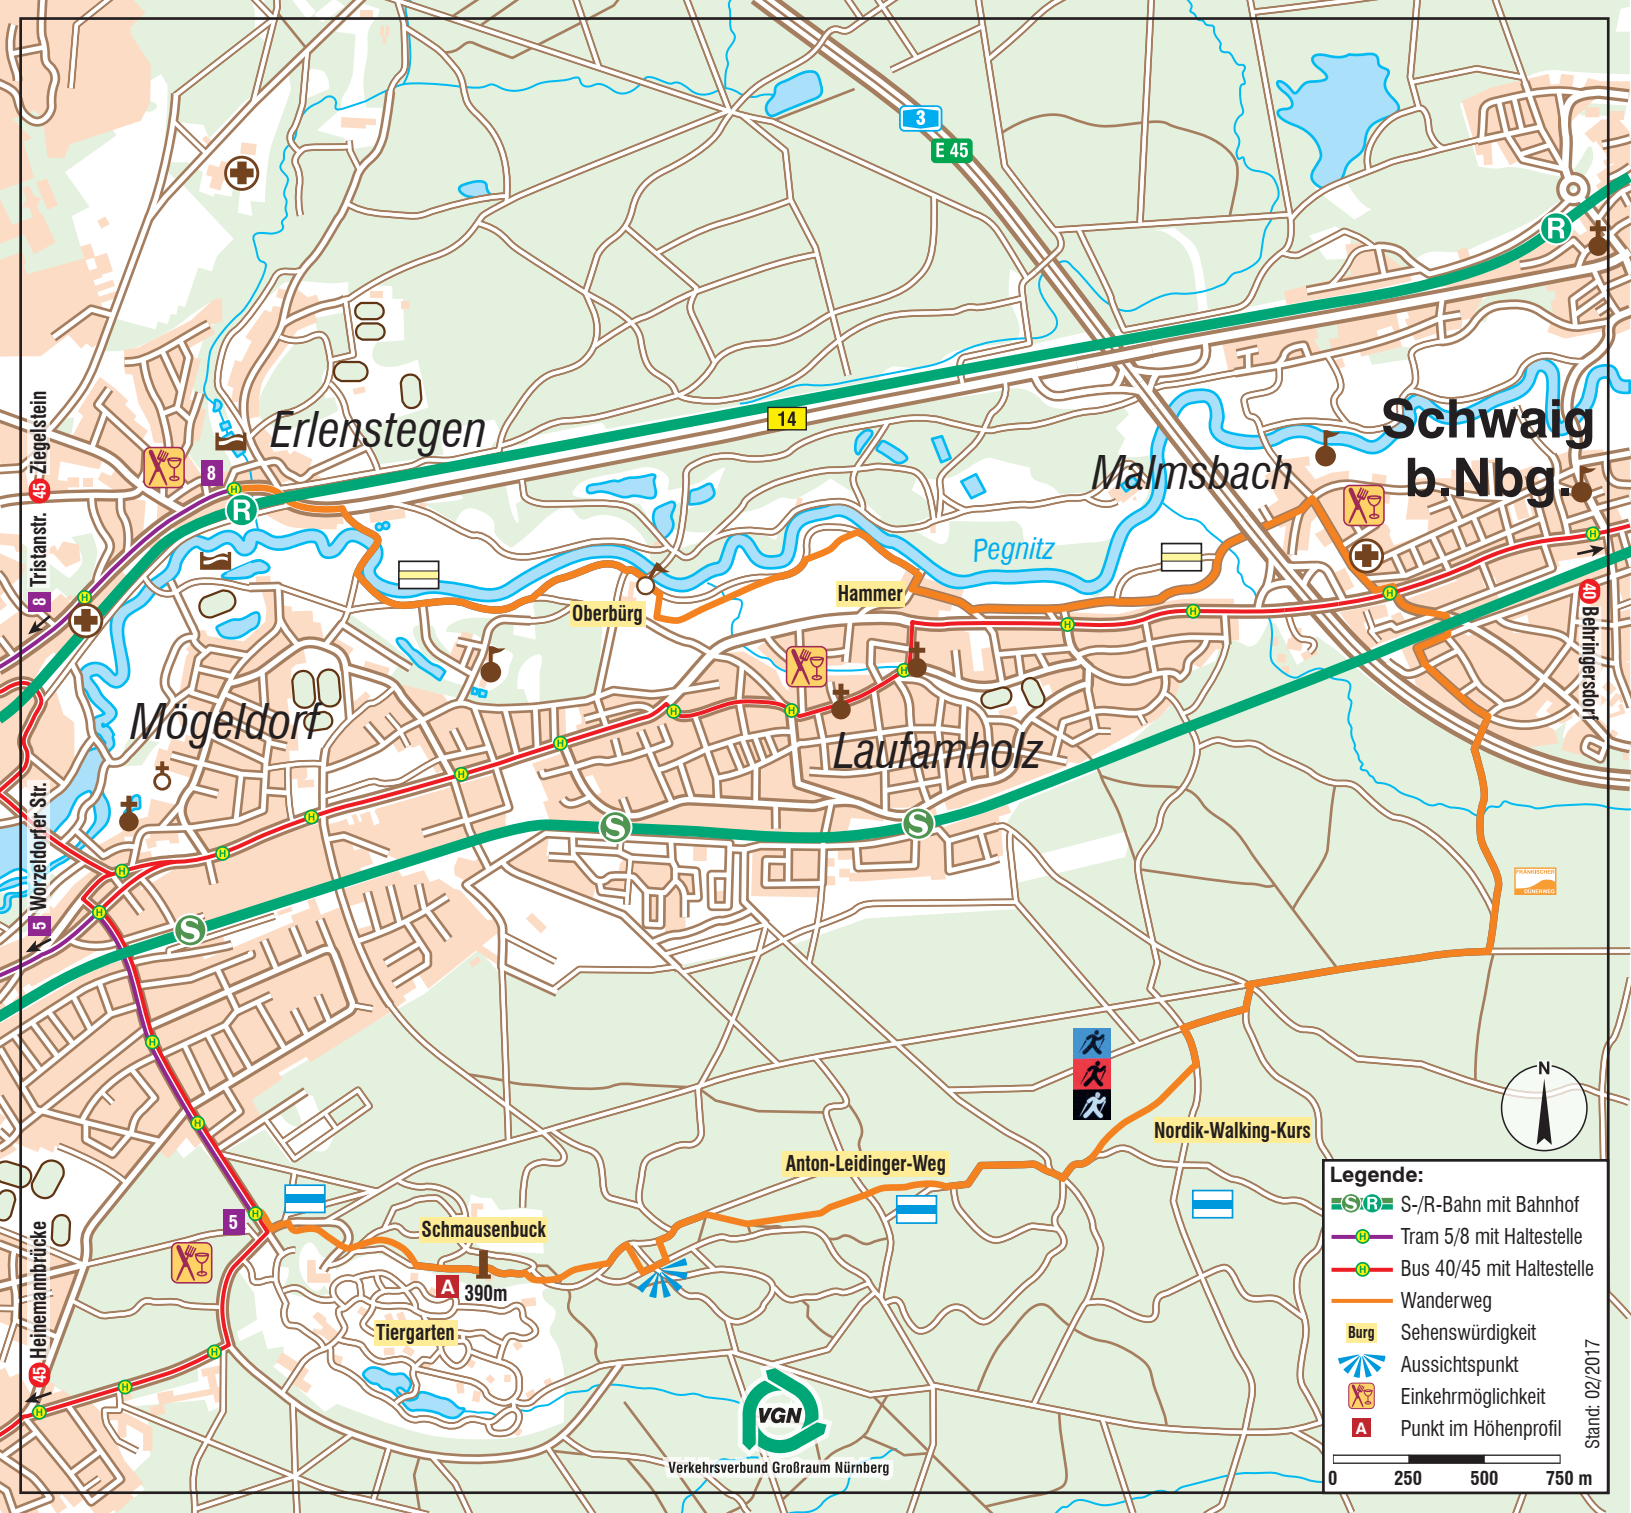 3
E 45
R
45 Ziegelstein
Erlenstegen
14
Schwaig
b.Nbg.
8
Malmsbach
R
8 Tristanstr.
Pegnitz
Hammer
Oberbürg
40 Behringersdorf
Mögeldorf
Laufamholz
S
S
5 Worzeldorfer Str.
S
FRÄNKISCHER
DÜNENWEG
N
Nordik-Walking-Kurs
Anton-Leidinger-Weg
5
Schmausenbuck
A
390m
Tiergarten
45 Heinemannbrücke
VGN
Verkehrsverbund Großraum Nürnberg
Legende:
S R S-/R-Bahn mit Bahnhof
H Tram 5/8 mit Haltestelle
H Bus 40/45 mit Haltestelle
Wanderweg
Burg Sehenswürdigkeit
Aussichtspunkt
Einkehrmöglichkeit
A Punkt im Höhenprofil
0 250 500 750 m
Stand: 02/2017